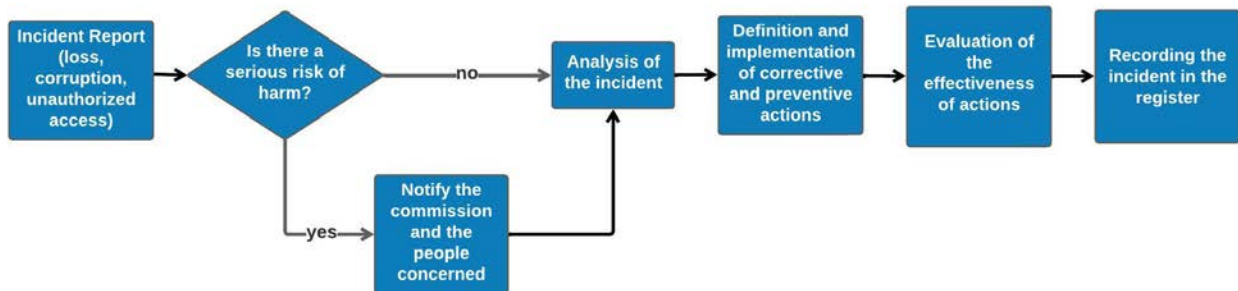 Incident Report
(loss,
corruption,
unauthorized
access)
Is there a
serious risk of
harm?
no
yes
Notify the
commission
and the
people
concerned
Analysis of
the incident
Definition and
implementation
of corrective
and preventive
actions
Evaluation of
the
effectiveness
of actions
Recording the
incident in the
register